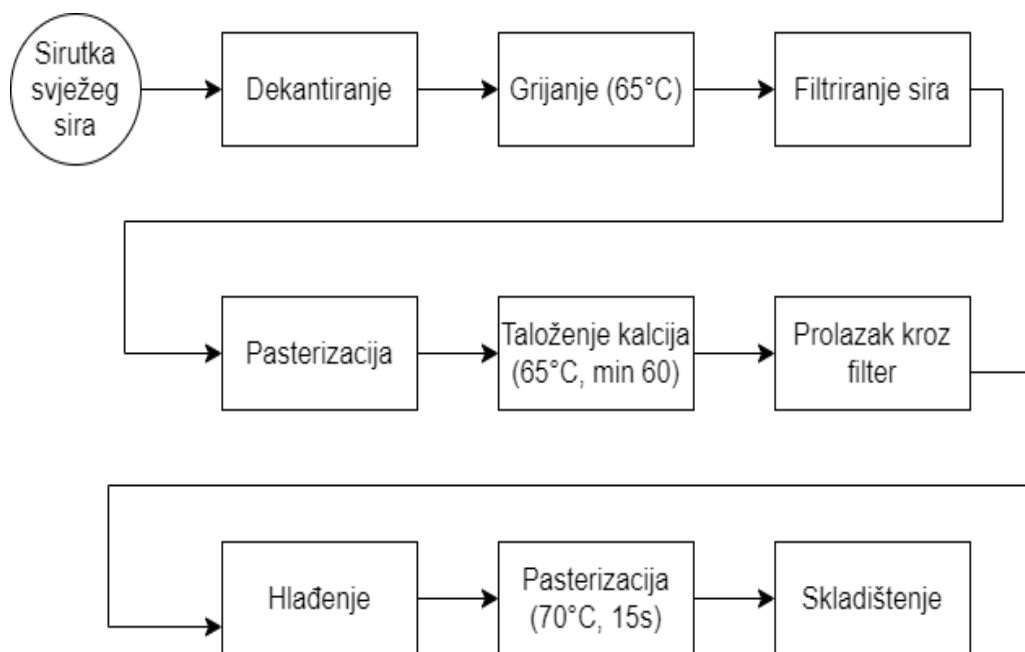 Sirutka
svježeg
sira
Dekantiranje
Grijanje (65°C)
Filtriranje sira
Pasterizacija
Taloženje kalcija
(65°C, min 60)
Prolazak kroz
filter
Hlađenje
Pasterizacija
(70°C, 15s)
Skladištenje